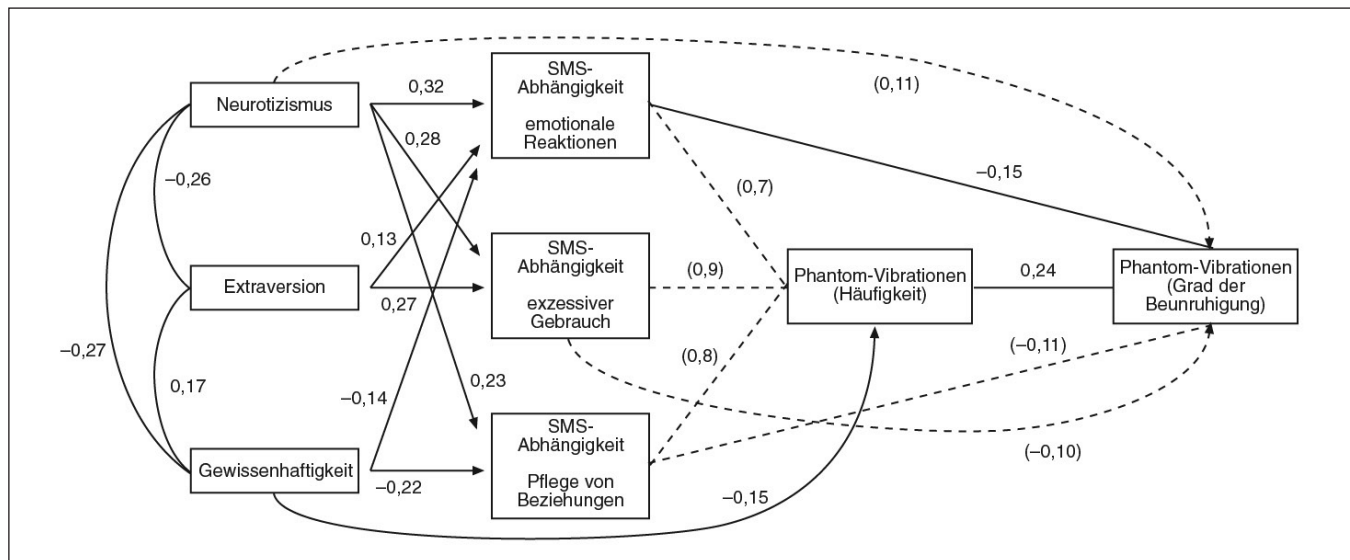 Neurotizismus
Extraversion
Gewissenhaftigkeit
–0,26
–0,27
0,17
0,32
0,28
0,13
0,27
–0,14
0,23
–0,22
SMS-
Abhängigkeit
emotionale
Reaktionen
SMS-
Abhängigkeit
exzessiver
Gebrauch
SMS-
Abhängigkeit
Pflege von
Beziehungen
(0,11)
–0,15
(0,7)
(0,9)
(0,8)
Phantom-Vibrationen
(Häufigkeit)
0,24
Phantom-Vibrationen
(Grad der
Beunruhigung)
(–0,11)
(–0,10)
–0,15